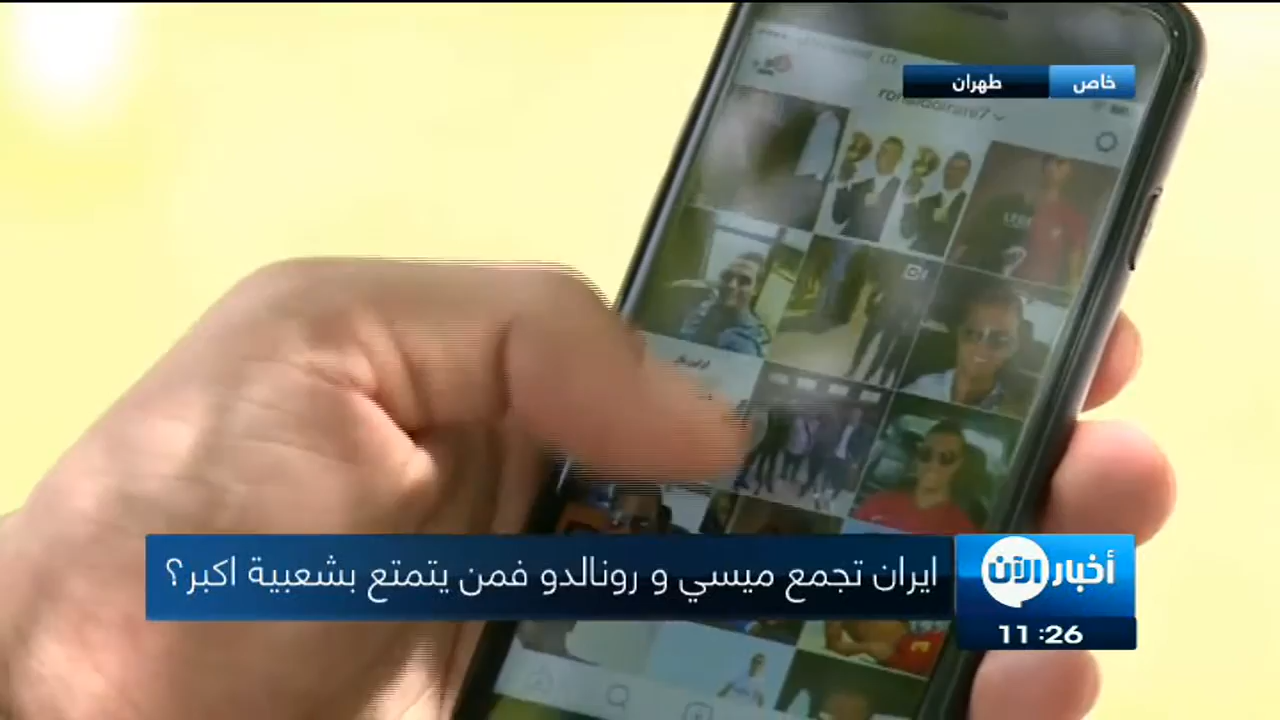 خاص
طهران
ايران تجمع ميسي و رونالدو فمن يتمتع بشعبية اكبر؟
أخبار الآن
11:26